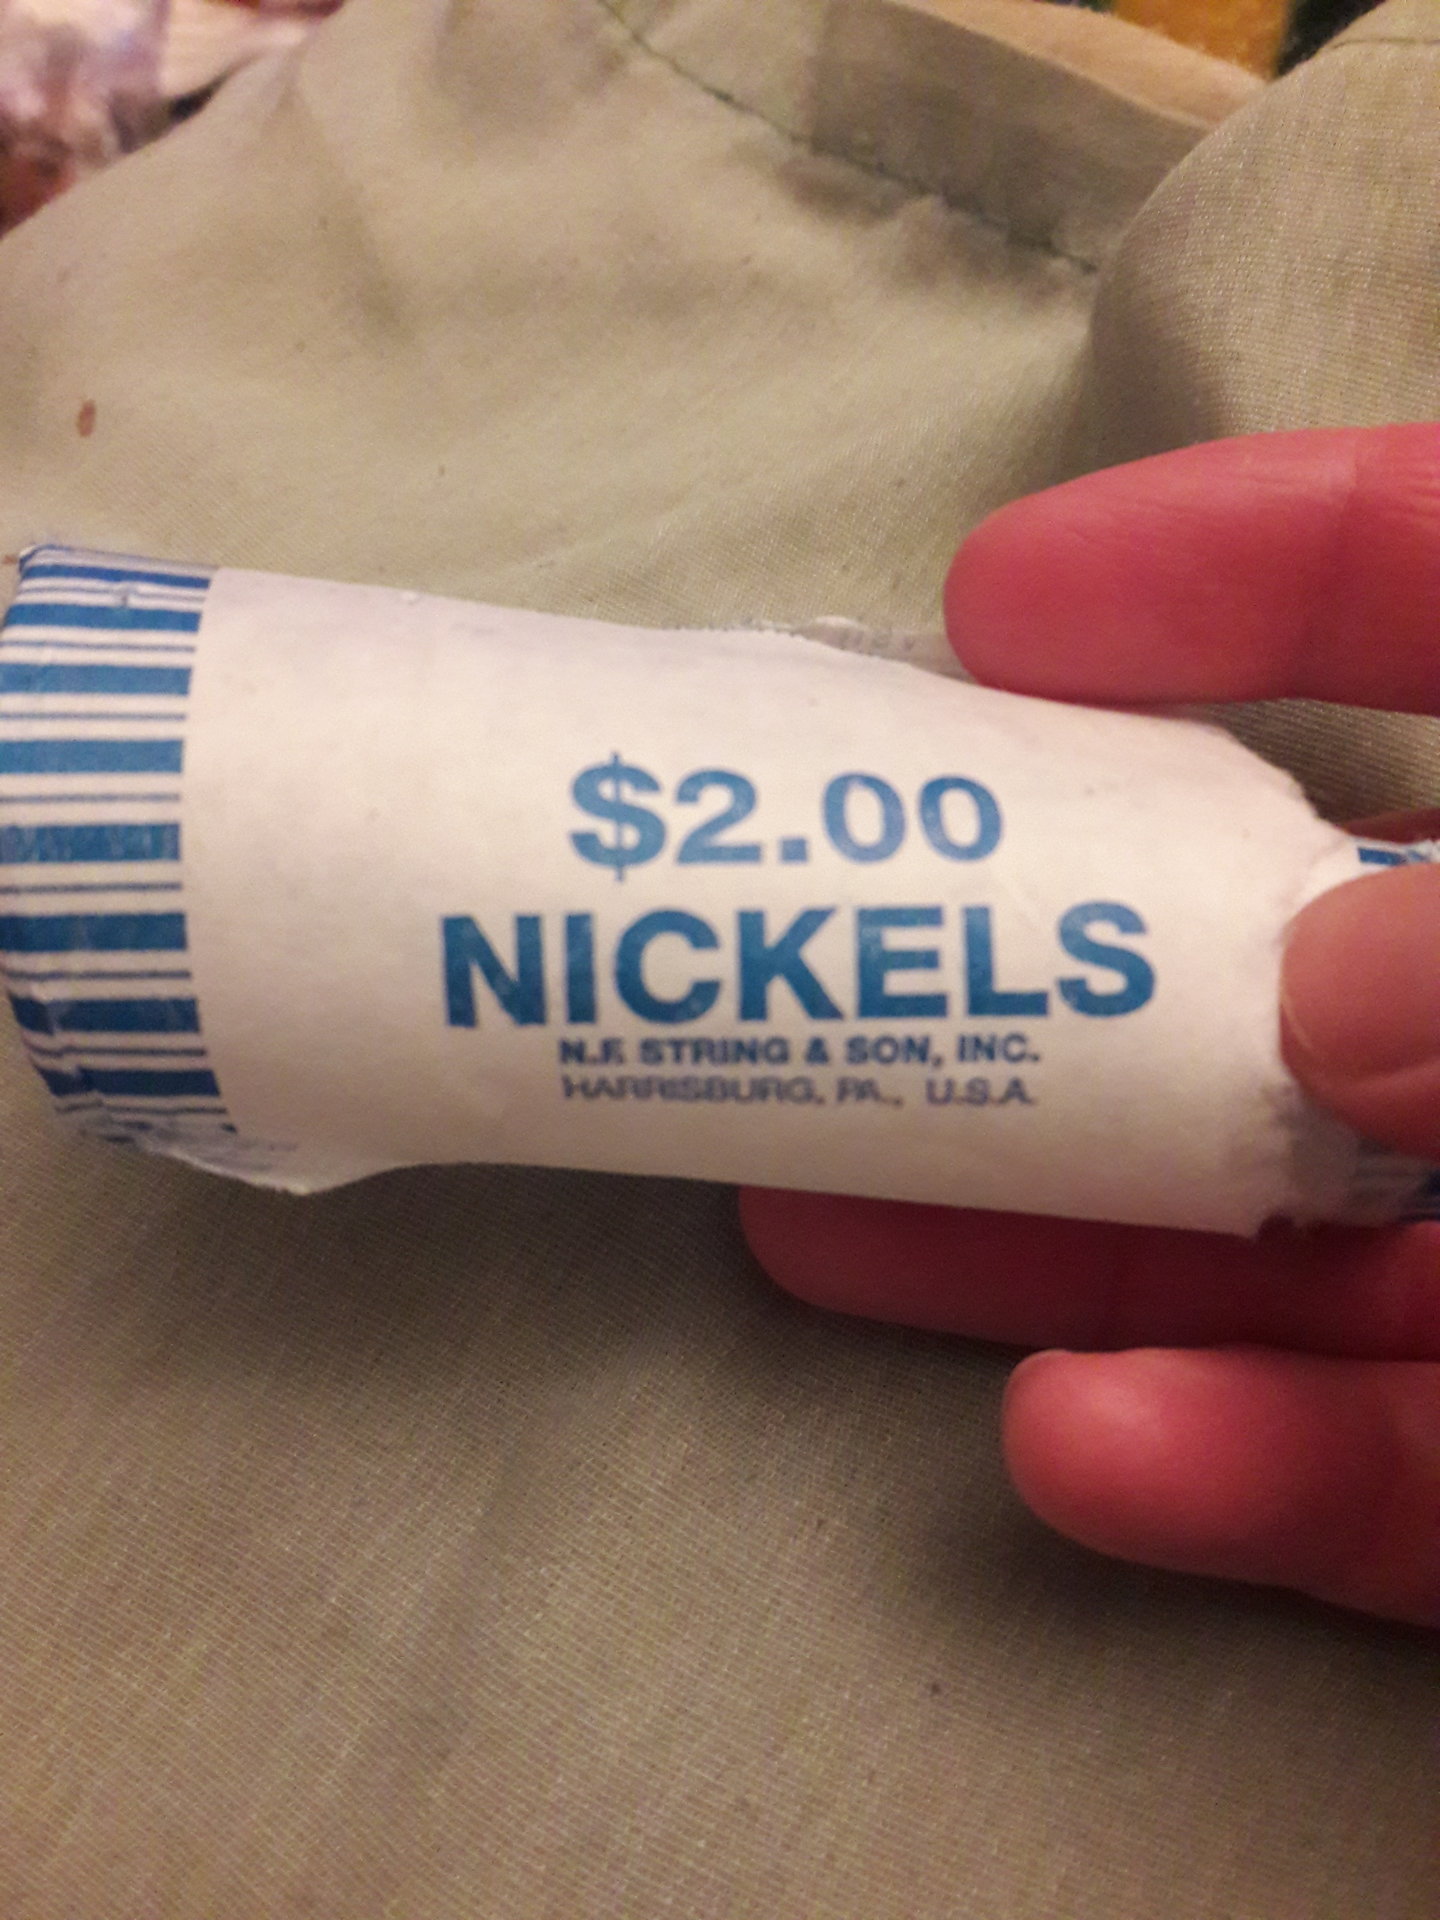 $2.00
NICKELS
N.F. STRING & SON, INC.
HARRISBURG, PA., U.S.A.